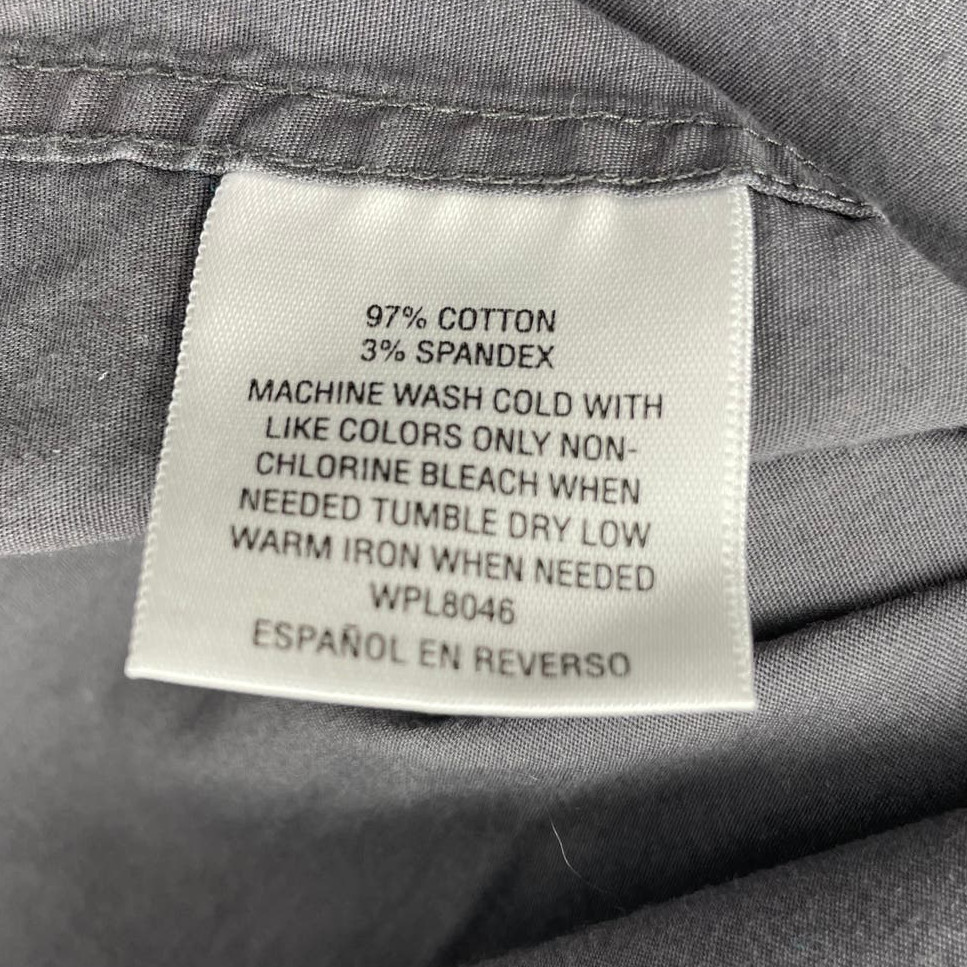 97% COTTON
3% SPANDEX
MACHINE WASH COLD WITH
LIKE COLORS ONLY NON-
CHLORINE BLEACH WHEN
NEEDED TUMBLE DRY LOW
WARM IRON WHEN NEEDED
WPL8046
ESPAÑOL EN REVERSO